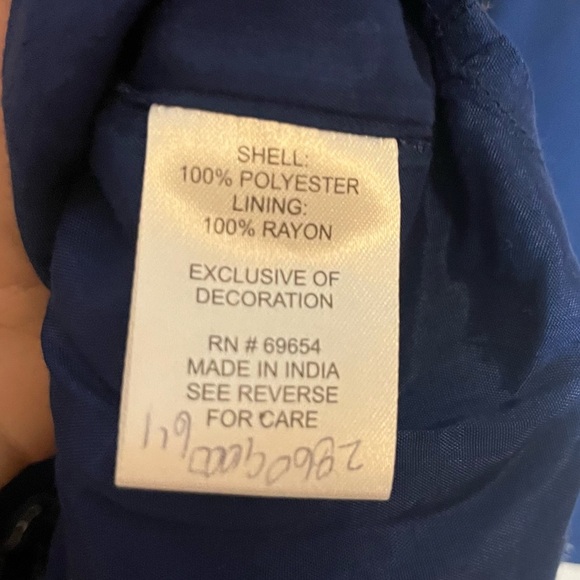 SHELL:
100% POLYESTER
LINING:
100% RAYON
EXCLUSIVE OF
DECORATION
RN # 69654
MADE IN INDIA
SEE REVERSE
FOR CARE